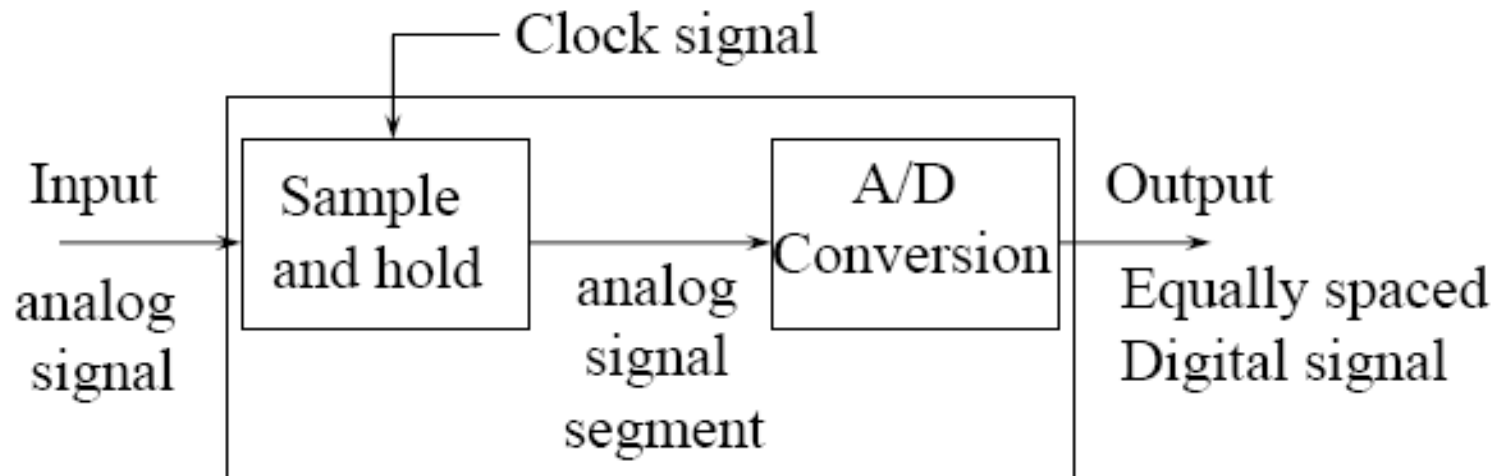 Clock signal
Input
analog
signal
Sample
and hold
analog
signal
segment
A/D
Conversion
Output
Equally spaced
Digital signal